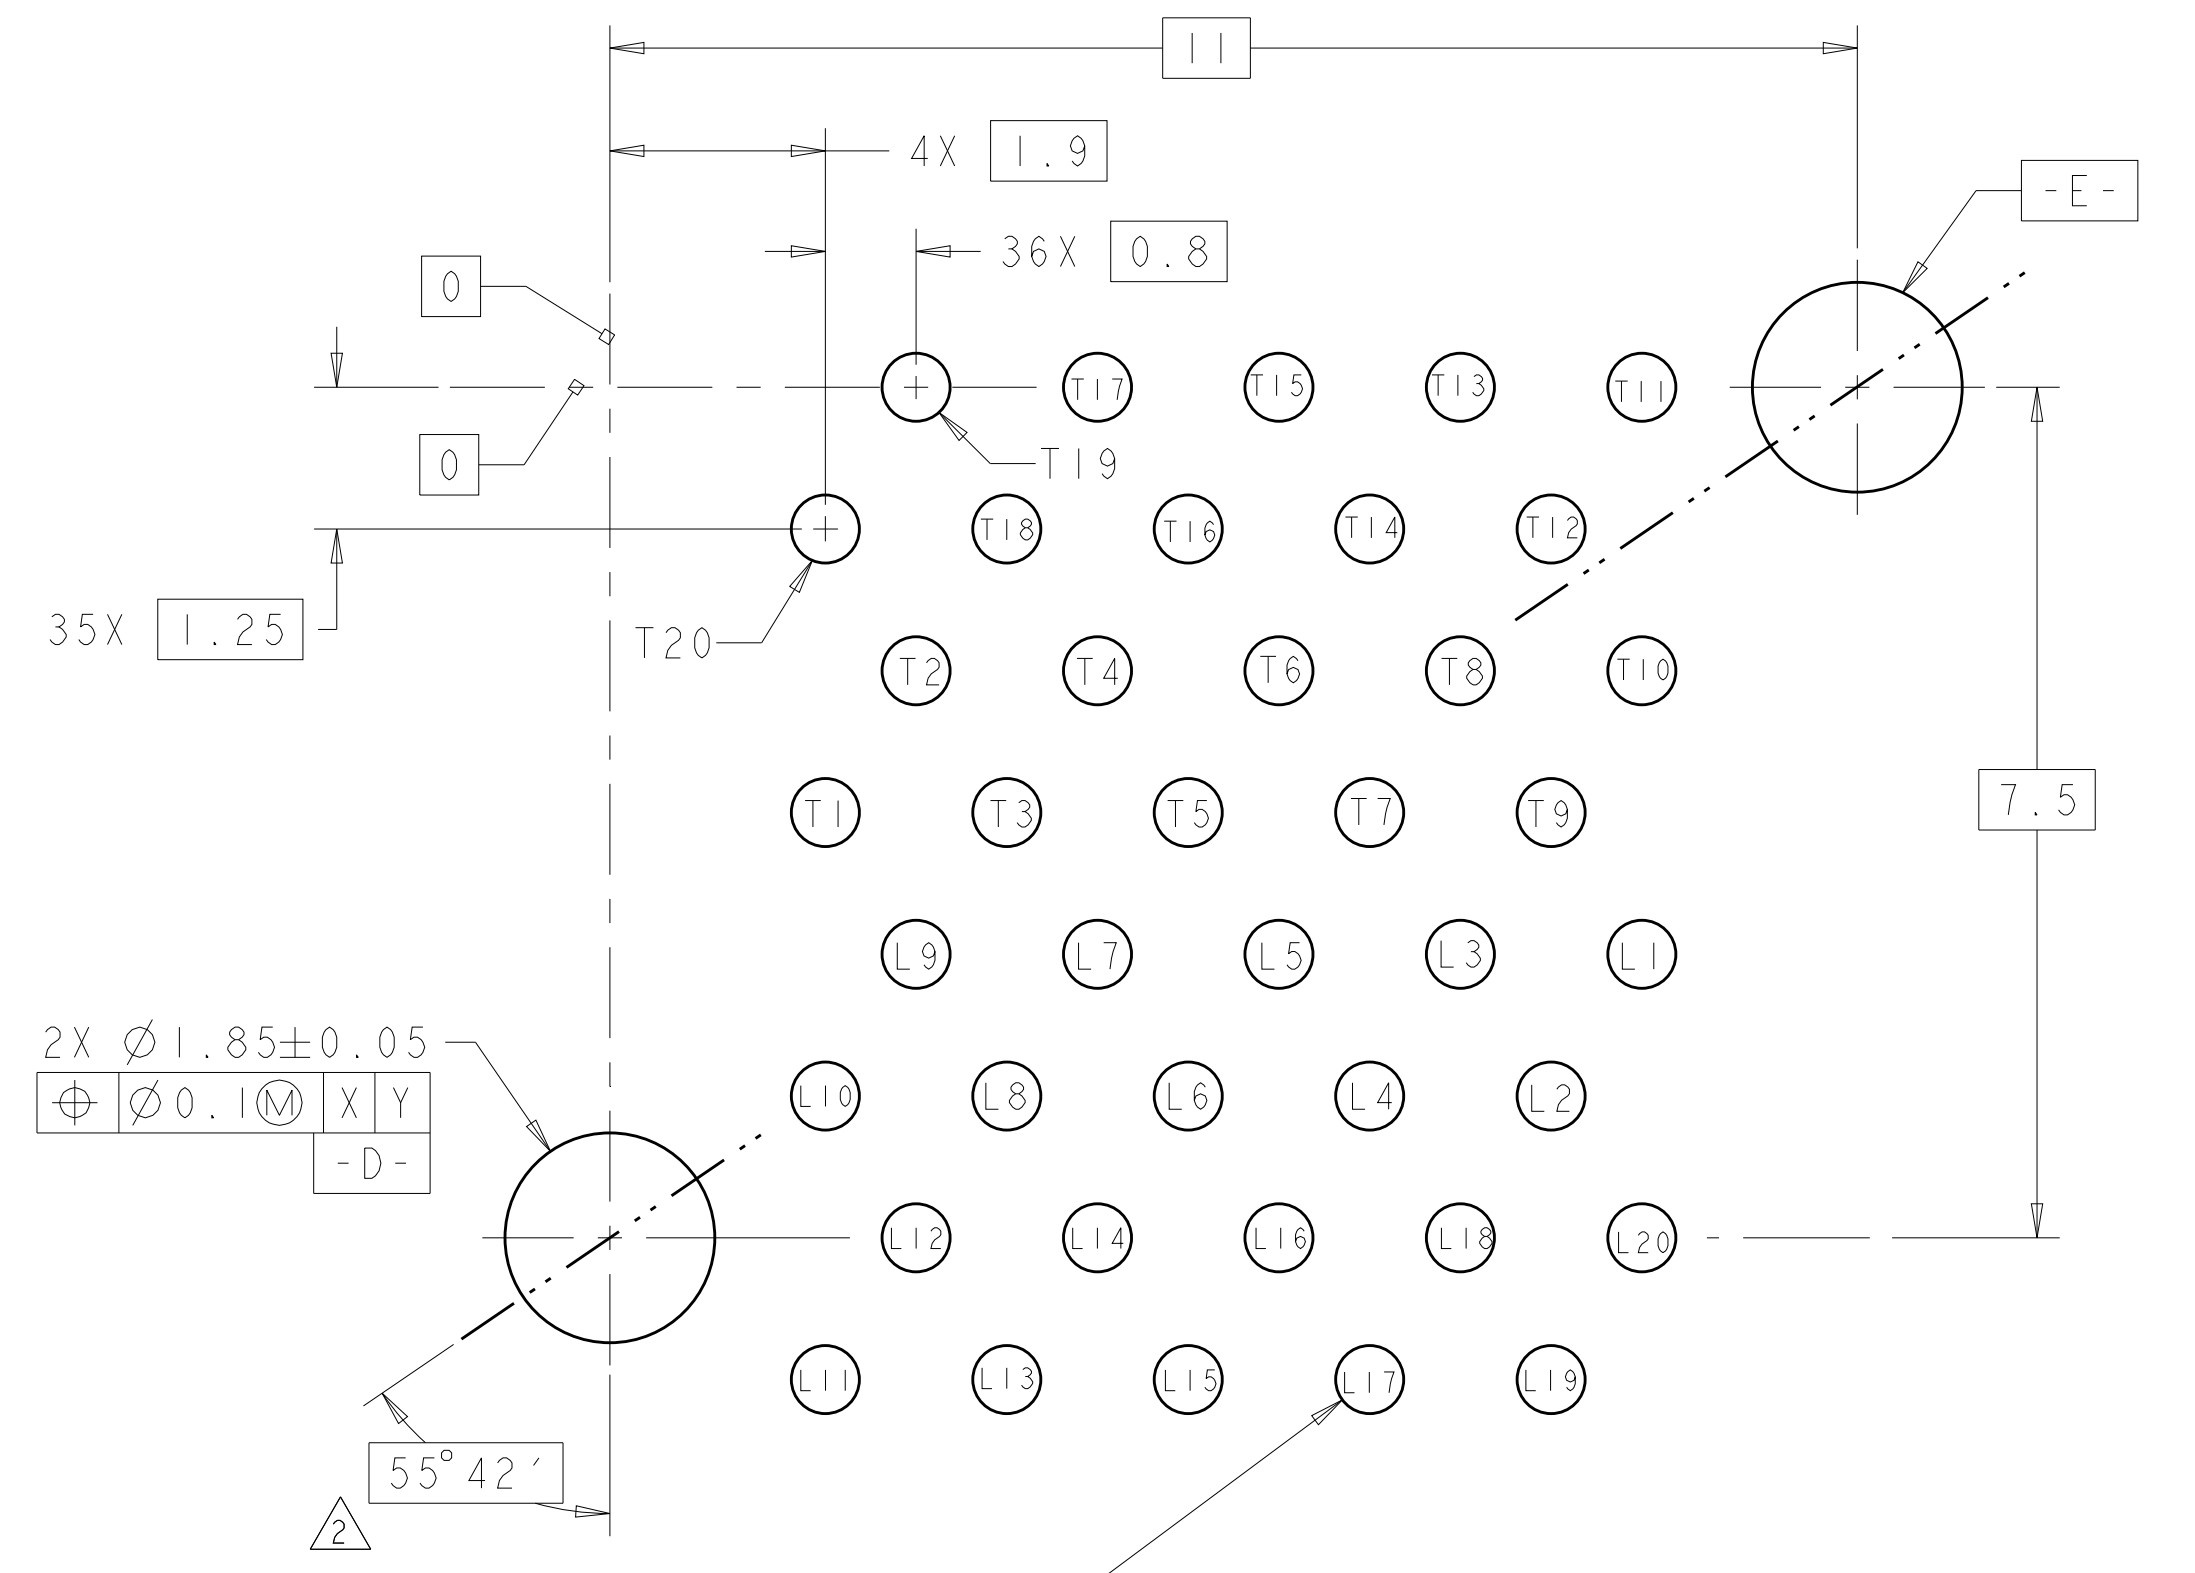 11
4X 1.9
-E-
36X 0.8
0
T17 T15 T13 T11
0
T19
T18 T16 T14 T12
35X 1.25
T20
T2 T4 T6 T8 T10
7.5
T1 T3 T5 T7 T9
L9 L7 L5 L3 L1
2X Ø1.85±0.05
⌖ Ø0.1Ⓜ X Y
-D-
L10 L8 L6 L4 L2
L12 L14 L16 L18 L20
L11 L13 L15 L17 L19
55°42′
2